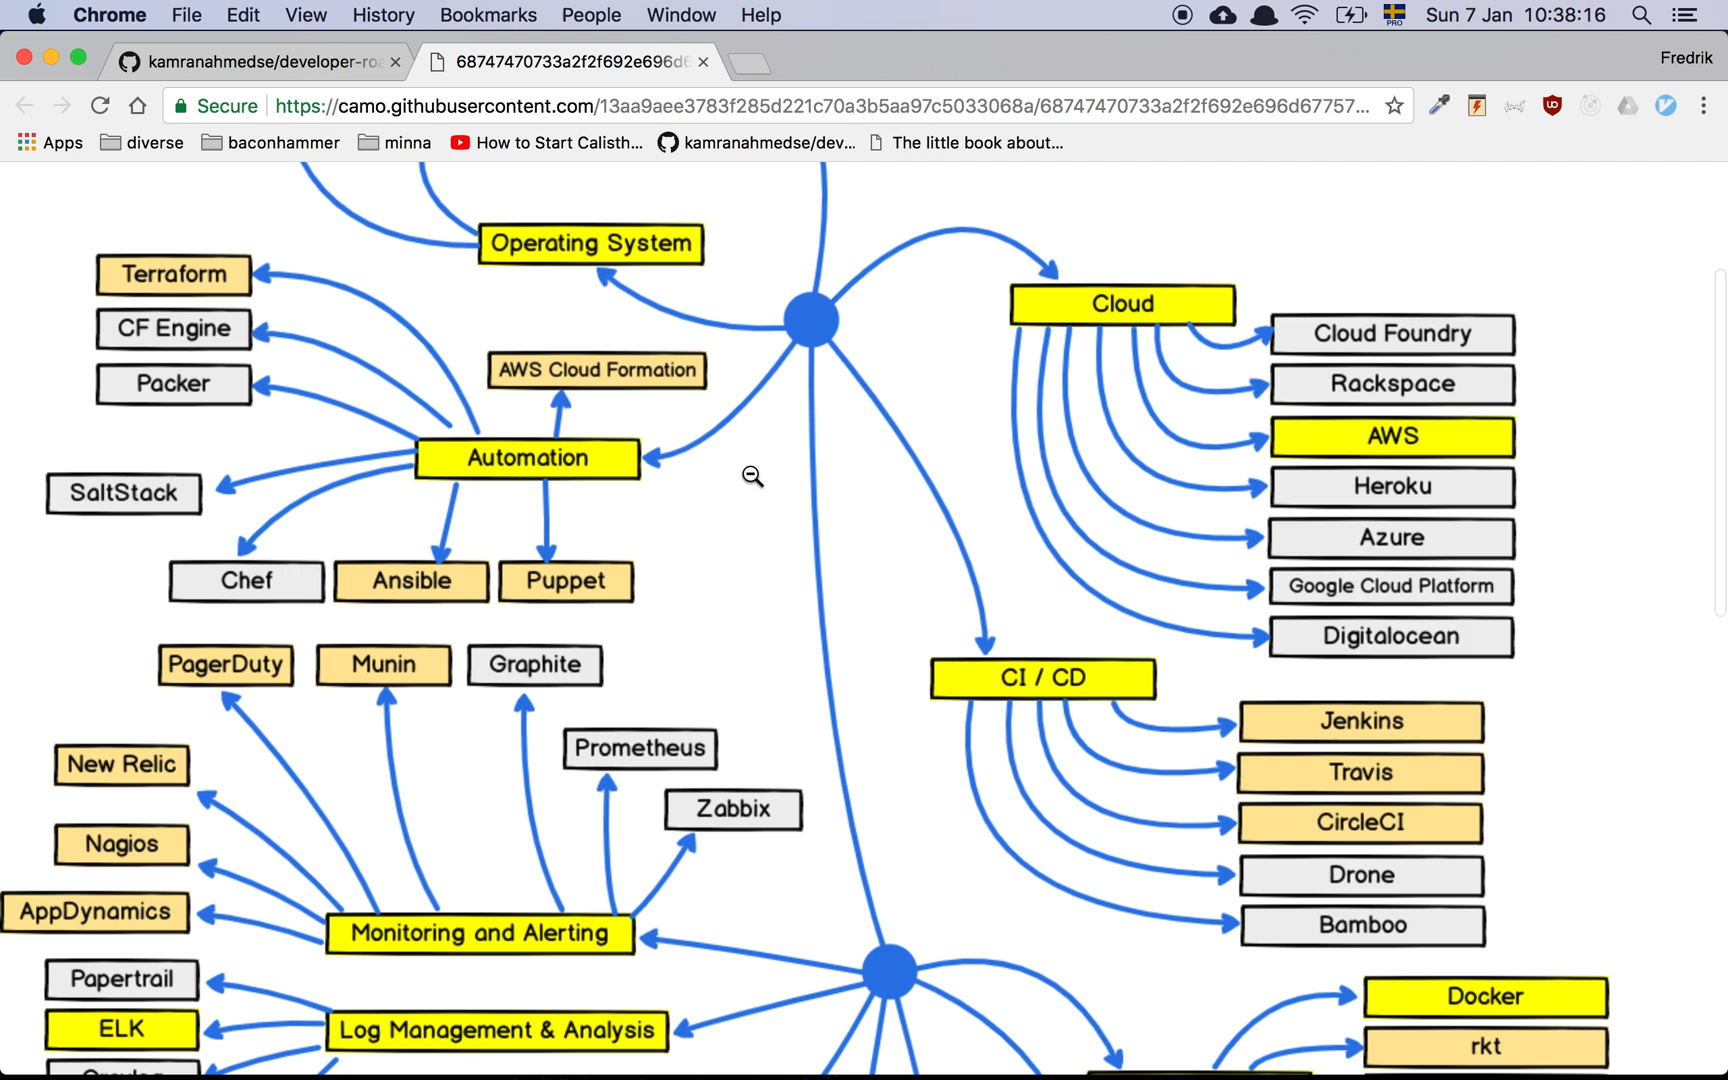 Chrome File Edit View History Bookmarks People Window Help PRO Sun 7 Jan 10:38:16
kamranahmedse/developer-roa 68747470733a2f2f692e696d6 Fredrik
Secure https://camo.githubusercontent.com/13aa9aee3783f285d221c70a3b5aa97c5033068a/68747470733a2f2f692e696d67757...
Apps diverse baconhammer minna How to Start Calisth... kamranahmedse/dev... The little book about...
Operating System
Terraform
CF Engine
Packer
AWS Cloud Formation
Automation
SaltStack
Chef
Ansible
Puppet
Cloud
Cloud Foundry
Rackspace
AWS
Heroku
Azure
Google Cloud Platform
Digitalocean
CI / CD
Jenkins
Travis
CircleCI
Drone
Bamboo
PagerDuty
Munin
Graphite
Prometheus
Zabbix
New Relic
Nagios
AppDynamics
Monitoring and Alerting
Papertrail
ELK
Log Management & Analysis
Docker
rkt